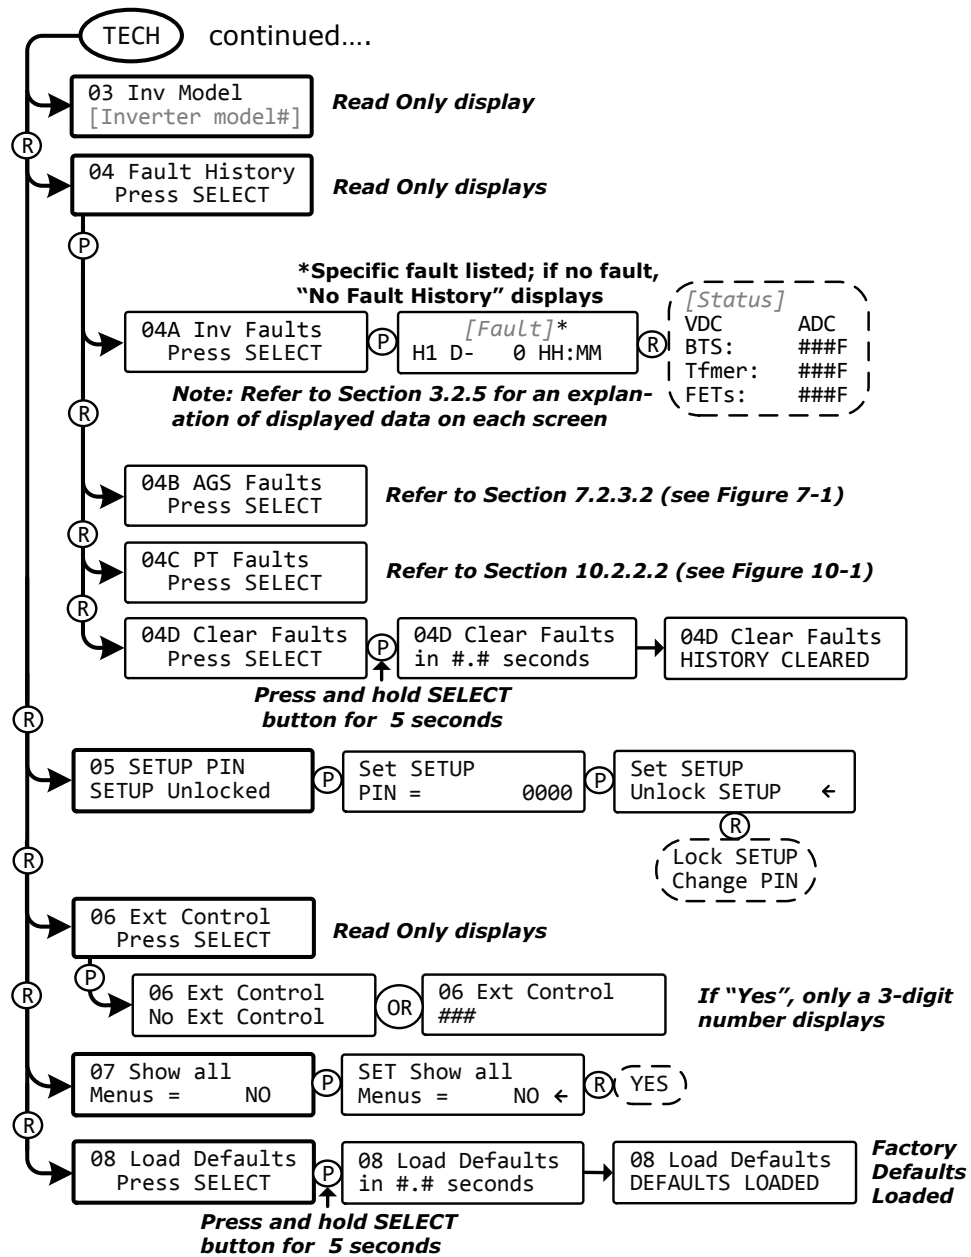 TECH continued....
R
03 Inv Model
[Inverter model#]
Read Only display
04 Fault History
Press SELECT
Read Only displays
P
*Specific fault listed; if no fault,
“No Fault History” displays
04A Inv Faults
Press SELECT
P
[Fault]*
H1 D- 0 HH:MM
R
[Status]
VDC ADC
BTS: ###F
Tfmer: ###F
FETs: ###F
Note: Refer to Section 3.2.5 for an explan-
ation of displayed data on each screen
R
04B AGS Faults
Press SELECT
Refer to Section 7.2.3.2 (see Figure 7-1)
R
04C PT Faults
Press SELECT
Refer to Section 10.2.2.2 (see Figure 10-1)
R
04D Clear Faults
Press SELECT
P
04D Clear Faults
in #.# seconds
04D Clear Faults
HISTORY CLEARED
Press and hold SELECT
button for 5 seconds
R
05 SETUP PIN
SETUP Unlocked
P
Set SETUP
PIN = 0000
P
Set SETUP
Unlock SETUP ←
R
Lock SETUP
Change PIN
R
06 Ext Control
Press SELECT
Read Only displays
P
06 Ext Control
No Ext Control
OR
06 Ext Control
###
If “Yes”, only a 3-digit
number displays
R
07 Show all
Menus = NO
P
SET Show all
Menus = NO ←
R
YES
R
08 Load Defaults
Press SELECT
P
08 Load Defaults
in #.# seconds
08 Load Defaults
DEFAULTS LOADED
Factory
Defaults
Loaded
Press and hold SELECT
button for 5 seconds